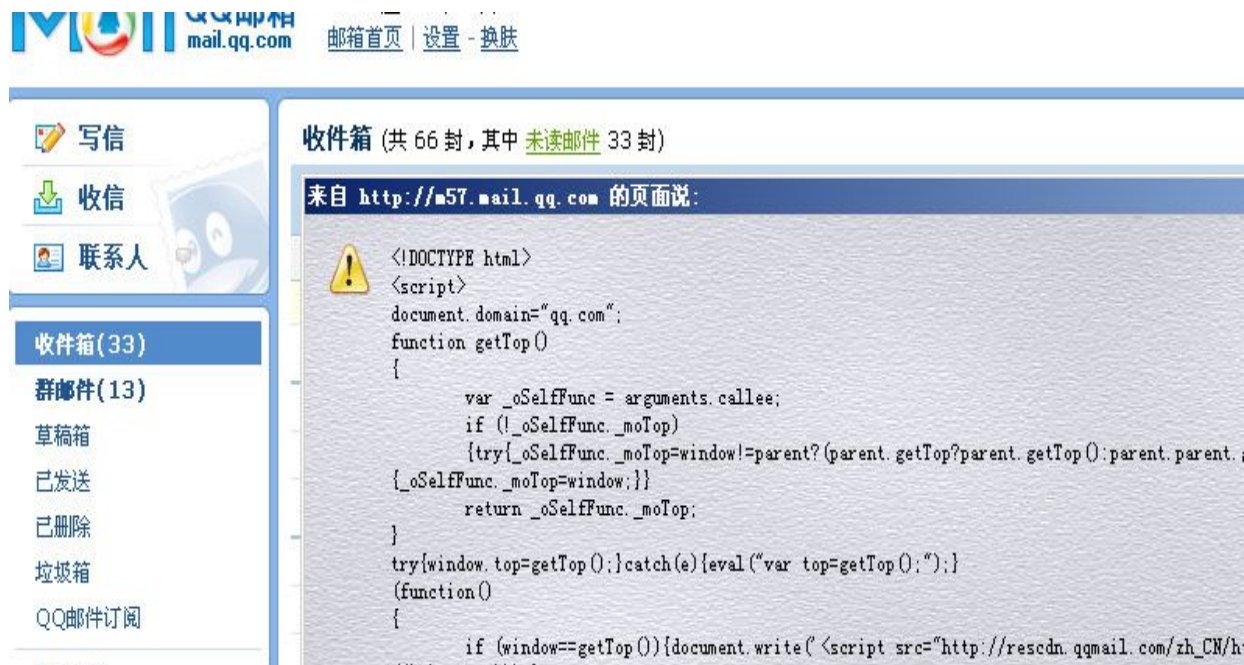 mail.qq.com
邮箱首页 | 设置 - 换肤
写信
收信
联系人
收件箱(33)
群邮件(13)
草稿箱
已发送
已删除
垃圾箱
QQ邮件订阅
收件箱 (共 66 封，其中 未读邮件 33 封)
来自 http://m57.mail.qq.com 的页面说:
<!DOCTYPE html>
<script>
document.domain="qq.com";
function getTop()
{
var _oSelfFunc = arguments.callee;
if (!_oSelfFunc._moTop)
{try{_oSelfFunc._moTop=window!=parent?(parent.getTop?parent.getTop():parent.parent.
{_oSelfFunc._moTop=window;}}
return _oSelfFunc._moTop;
}
try{window.top=getTop();}catch(e){eval("var top=getTop();");}
(function()
{
if (window==getTop()){document.write('<script src="http://rescdn.qqmail.com/zh_CN/h